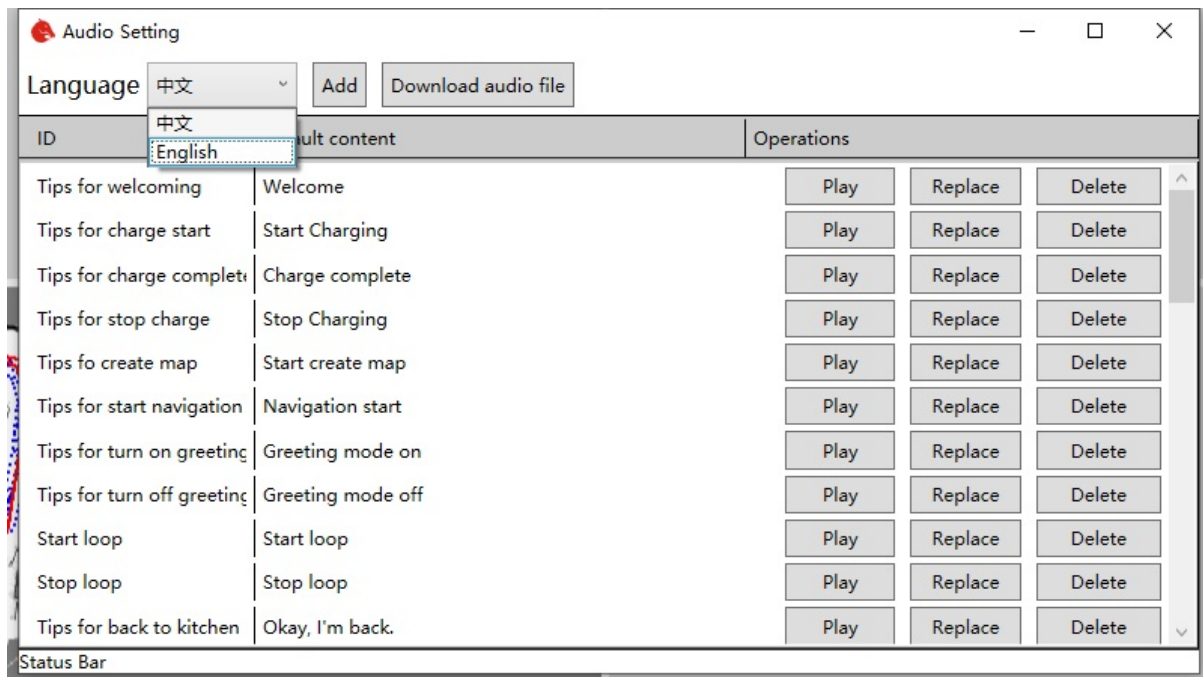 Audio Setting
Language 中文 Add Download audio file
中文
English
ID ault content Operations
Tips for welcoming Welcome Play Replace Delete
Tips for charge start Start Charging Play Replace Delete
Tips for charge complete Charge complete Play Replace Delete
Tips for stop charge Stop Charging Play Replace Delete
Tips fo create map Start create map Play Replace Delete
Tips for start navigation Navigation start Play Replace Delete
Tips for turn on greeting Greeting mode on Play Replace Delete
Tips for turn off greeting Greeting mode off Play Replace Delete
Start loop Start loop Play Replace Delete
Stop loop Stop loop Play Replace Delete
Tips for back to kitchen Okay, I'm back. Play Replace Delete
Status Bar